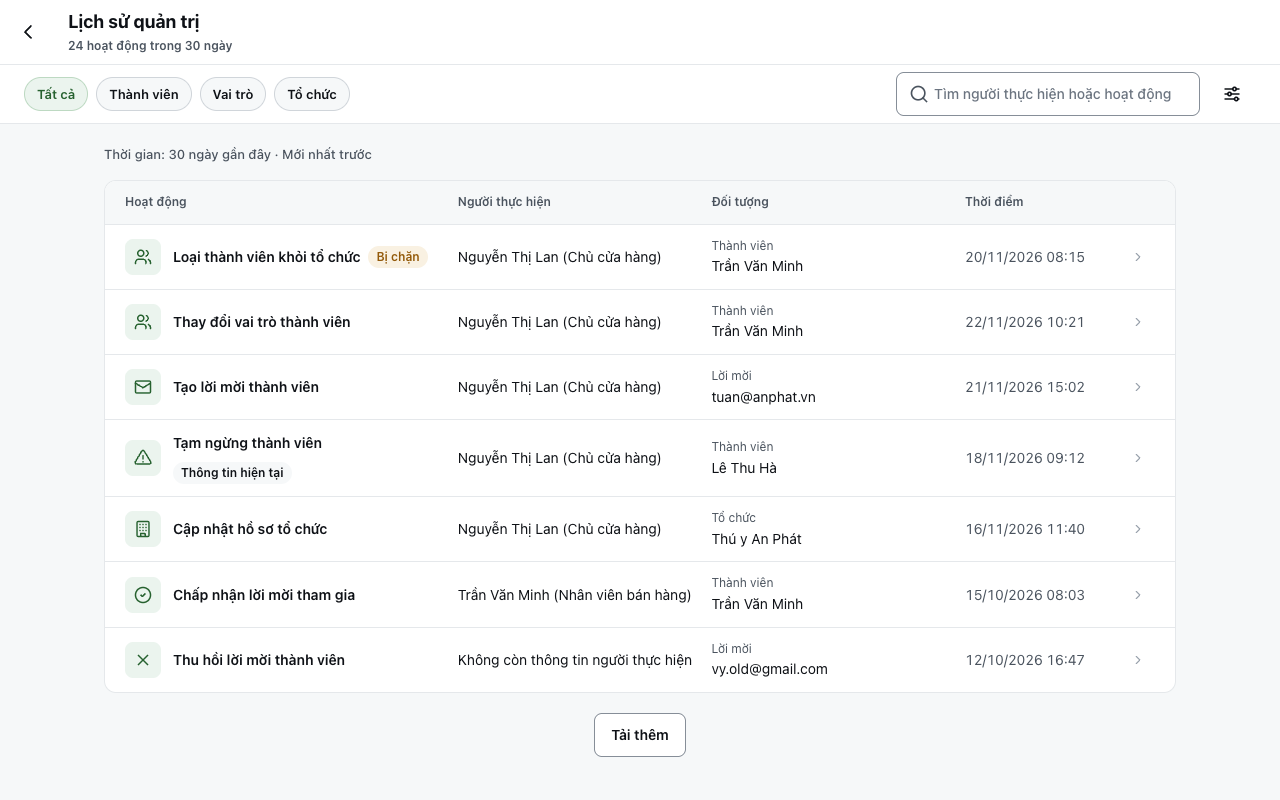 Lịch sử quản trị
24 hoạt động trong 30 ngày
Tất cả
Thành viên
Vai trò
Tổ chức
Tìm người thực hiện hoặc hoạt động
Thời gian: 30 ngày gần đây · Mới nhất trước
Hoạt động
Người thực hiện
Đối tượng
Thời điểm
Loại thành viên khỏi tổ chức
Bị chặn
Nguyễn Thị Lan (Chủ cửa hàng)
Thành viên
Trần Văn Minh
20/11/2026 08:15
Thay đổi vai trò thành viên
Nguyễn Thị Lan (Chủ cửa hàng)
Thành viên
Trần Văn Minh
22/11/2026 10:21
Tạo lời mời thành viên
Nguyễn Thị Lan (Chủ cửa hàng)
Lời mời
tuan@anphat.vn
21/11/2026 15:02
Tạm ngừng thành viên
Thông tin hiện tại
Nguyễn Thị Lan (Chủ cửa hàng)
Thành viên
Lê Thu Hà
18/11/2026 09:12
Cập nhật hồ sơ tổ chức
Nguyễn Thị Lan (Chủ cửa hàng)
Tổ chức
Thú y An Phát
16/11/2026 11:40
Chấp nhận lời mời tham gia
Trần Văn Minh (Nhân viên bán hàng)
Thành viên
Trần Văn Minh
15/10/2026 08:03
Thu hồi lời mời thành viên
Không còn thông tin người thực hiện
Lời mời
vy.old@gmail.com
12/10/2026 16:47
Tải thêm